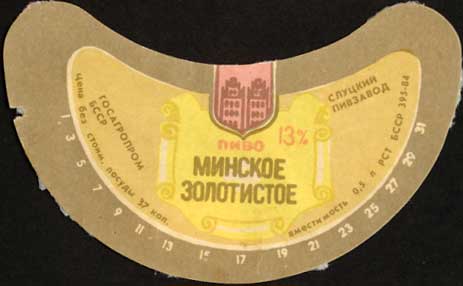 ГОСАГРОПРОМ
БССР
цена без стоим. посуды 37 коп.
ПИВО 13%
МИНСКОЕ
ЗОЛОТИСТОЕ
СЛУЦКИЙ
ПИВЗАВОД
вместимость 0,5 л РСТ БССР 395-84
1 3 5 7 9 11 13 15 17 19 21 23 25 27 29 31